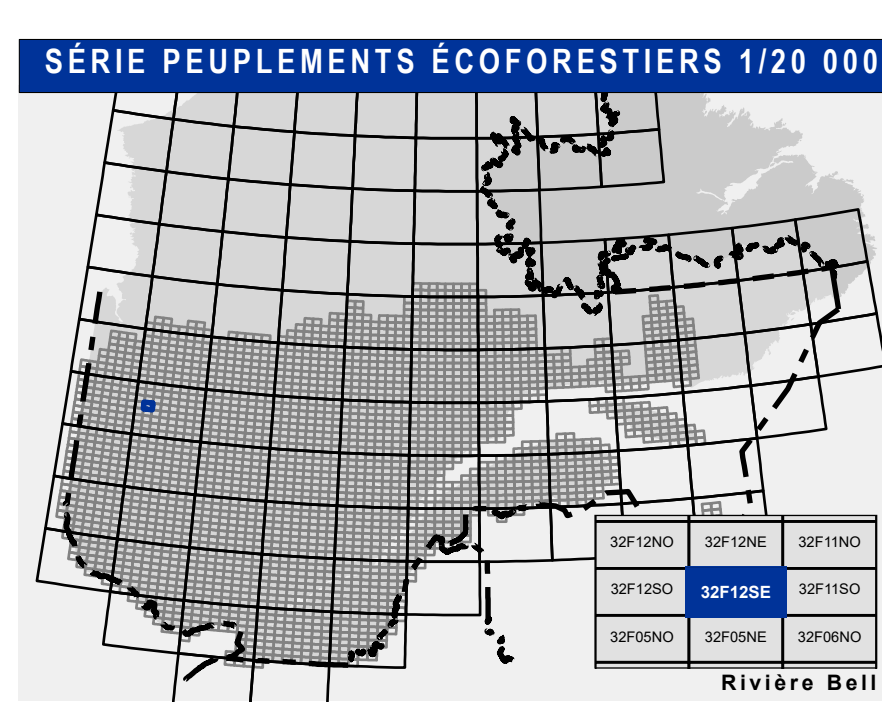 SÉRIE PEUPLEMENTS ÉCOFORESTIERS 1/20 000
32F12NO 32F12NE 32F11NO
32F12SO 32F12SE 32F11SO
32F05NO 32F05NE 32F06NO
Rivière Bell